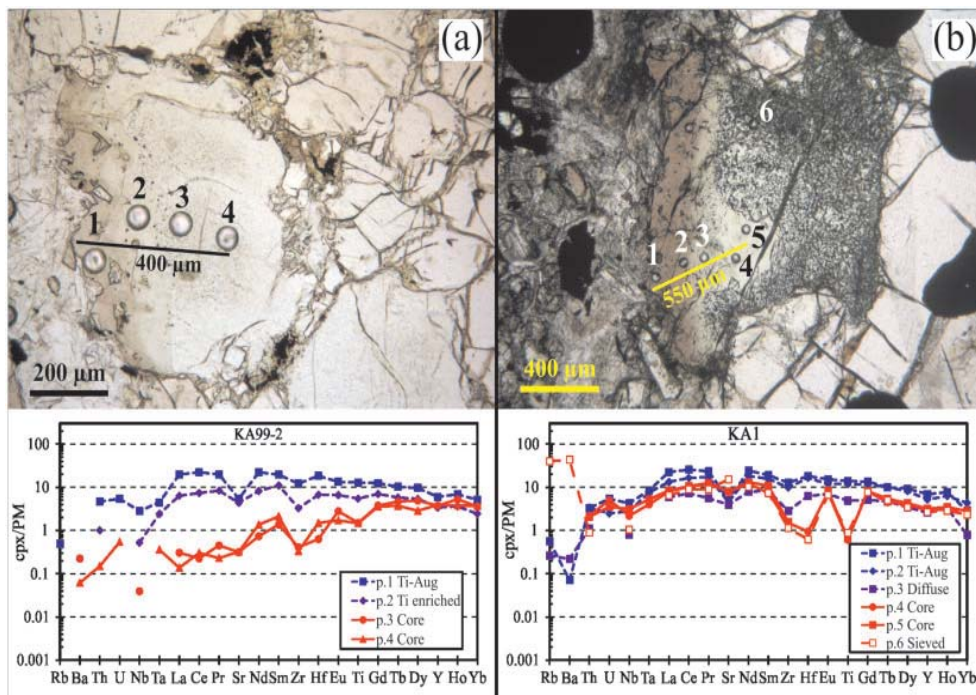 (a)
1
2
3
4
400 µm
200 µm
(b)
6
1
2
3
4
5
550 µm
400 µm
KA99-2
cpx/PM
100
10
1
0.1
0.01
0.001
p.1 Ti-Aug
p.2 Ti enriched
p.3 Core
p.4 Core
Rb Ba Th U Nb Ta La Ce Pr Sr Nd Sm Zr Hf Eu Ti Gd Tb Dy Y Ho Yb
KA1
cpx/PM
100
10
1
0.1
0.01
0.001
p.1 Ti-Aug
p.2 Ti-Aug
p.3 Diffuse
p.4 Core
p.5 Core
p.6 Sieved
Rb Ba Th U Nb Ta La Ce Pr Sr Nd Sm Zr Hf Eu Ti Gd Tb Dy Y Ho Yb